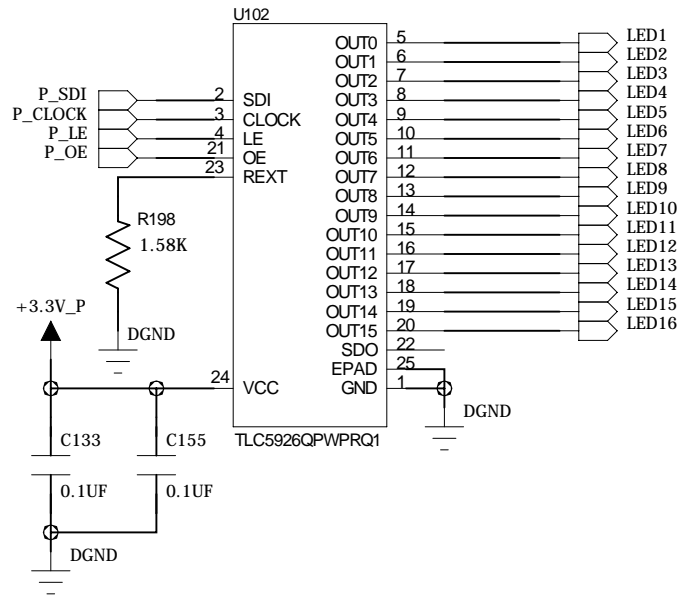 U102
OUT0 5 LED1
OUT1 6 LED2
OUT2 7 LED3
P_SDI 2 SDI OUT3 8 LED4
P_CLOCK 3 CLOCK OUT4 9 LED5
P_LE 4 LE OUT5 10 LED6
P_OE 21 OE OUT6 11 LED7
23 REXT OUT7 12 LED8
OUT8 13 LED9
R198 OUT9 14 LED10
1.58K OUT10 15 LED11
OUT11 16 LED12
OUT12 17 LED13
OUT13 18 LED14
+3.3V_P OUT14 19 LED15
DGND OUT15 20 LED16
SDO 22
EPAD 25
24 VCC GND 1
DGND
C133 C155 TLC5926QPWPRQ1
0.1UF 0.1UF
DGND